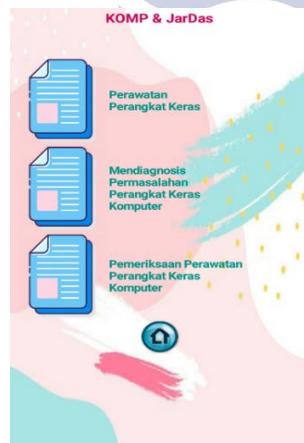 KOMP & JarDas
Perawatan
Perangkat Keras
Mendiagnosis
Permasalahan
Perangkat Keras
Komputer
Pemeriksaan Perawatan
Perangkat Keras
Komputer